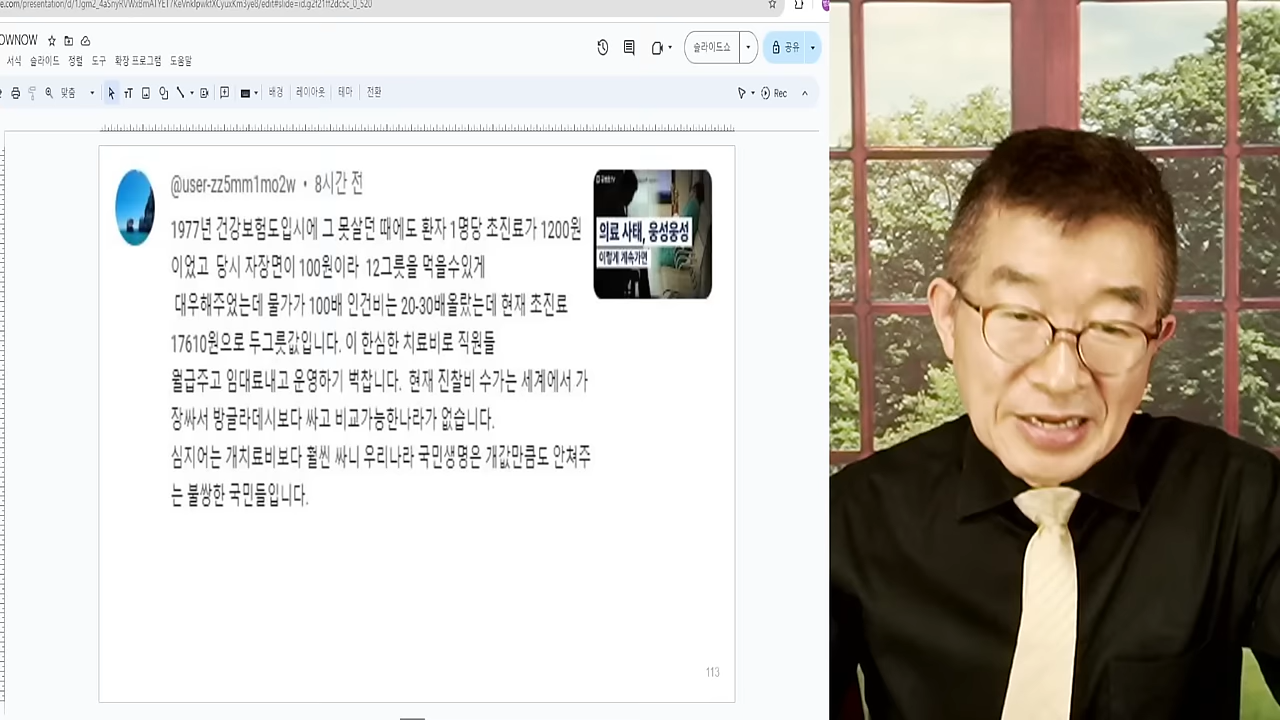 e.com/presentation/d/1Jgm2_4aSnyRVWxBmAIYET7KeVnklpwktXCyuxKm3ye8/edit#slide=id.g2f21ff2dc5c_0_520
OWNOW
서식 슬라이드 정렬 도구 확장 프로그램 도움말
슬라이드쇼
공유
맞춤
배경 레이아웃 테마 전환
Rec
@user-zz5mm1mo2w • 8시간 전
1977년 건강보험도입시에 그 못살던 때에도 환자 1명당 초진료가 1200원
이었고 당시 자장면이 100원이라 12그릇을 먹을수있게
대우해주었는데 물가가 100배 인건비는 20-30배올랐는데 현재 초진료
17610원으로 두그릇값입니다. 이 한심한 치료비로 직원들
월급주고 임대료내고 운영하기 벅찹니다. 현재 진찰비 수가는 세계에서 가
장싸서 방글라데시보다 싸고 비교가능한나라가 없습니다.
심지어는 개치료비보다 훨씬 싸니 우리나라 국민생명은 개값만큼도 안쳐주
는 불쌍한 국민들입니다.
의료 사태, 웅성웅성
이렇게 계속가면
113